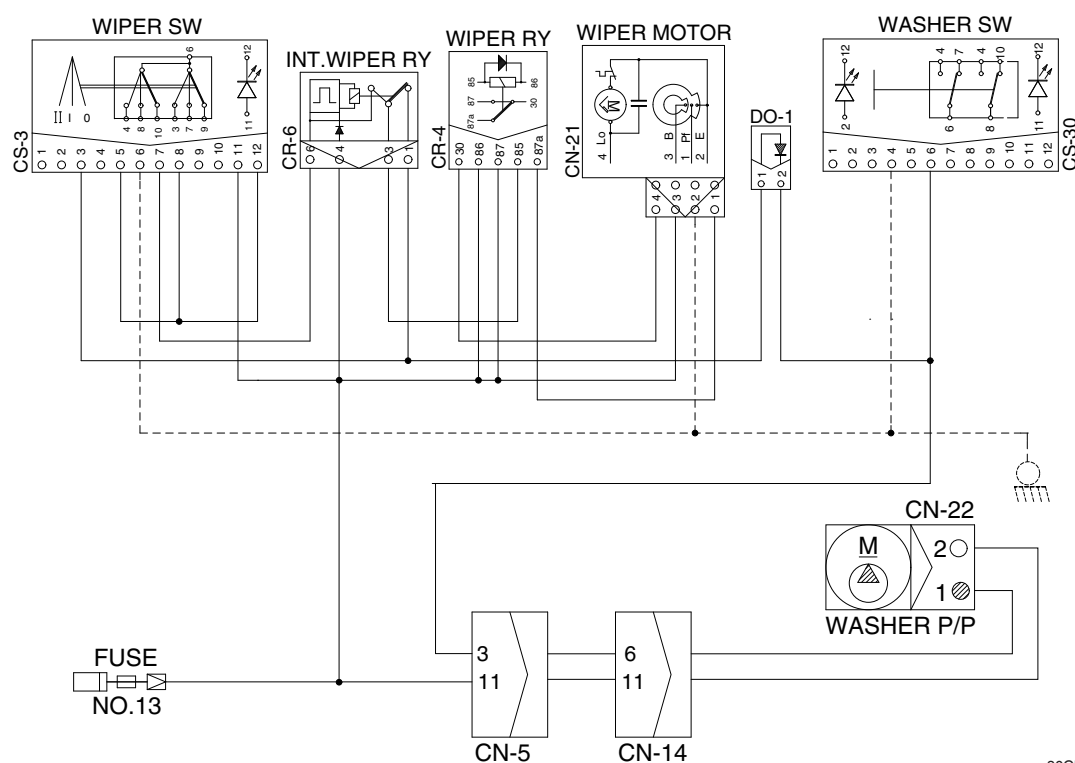 WIPER SW
INT.WIPER RY
WIPER RY
WIPER MOTOR
WASHER SW
DO-1
II I 0
6
4 8 10 3 7 9
12
11
85 86
87 30
87a
M
4 Lo
3 B
1 Pf
2 E
12
2
4 7 4 10
6 8
12
11
CS-3
1 2 3 4 5 6 7 8 9 10 11 12
CR-6
6 4 3 1
CR-4
30 86 87 85 87a
CN-21
4 3 2 1
1 2
1 2 3 4 5 6 7 8 9 10 11 12
CS-30
CN-22
M
2
1
WASHER P/P
FUSE
NO.13
3
11
CN-5
6
11
CN-14